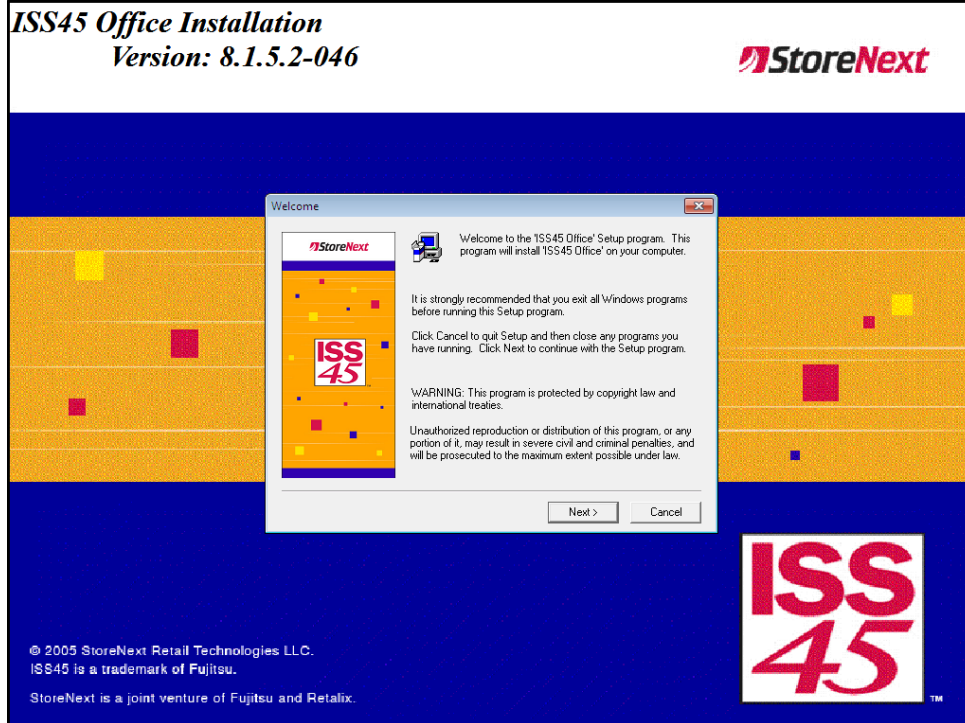 ISS45 Office Installation
Version: 8.1.5.2-046
StoreNext
Welcome
StoreNext
ISS
45
Welcome to the 'ISS45 Office' Setup program. This
program will install 'ISS45 Office' on your computer.
It is strongly recommended that you exit all Windows programs
before running this Setup program.
Click Cancel to quit Setup and then close any programs you
have running. Click Next to continue with the Setup program.
WARNING: This program is protected by copyright law and
international treaties.
Unauthorized reproduction or distribution of this program, or any
portion of it, may result in severe civil and criminal penalties, and
will be prosecuted to the maximum extent possible under law.
Next >
Cancel
ISS
45
TM
© 2005 StoreNext Retail Technologies LLC.
ISS45 is a trademark of Fujitsu.
StoreNext is a joint venture of Fujitsu and Retalix.